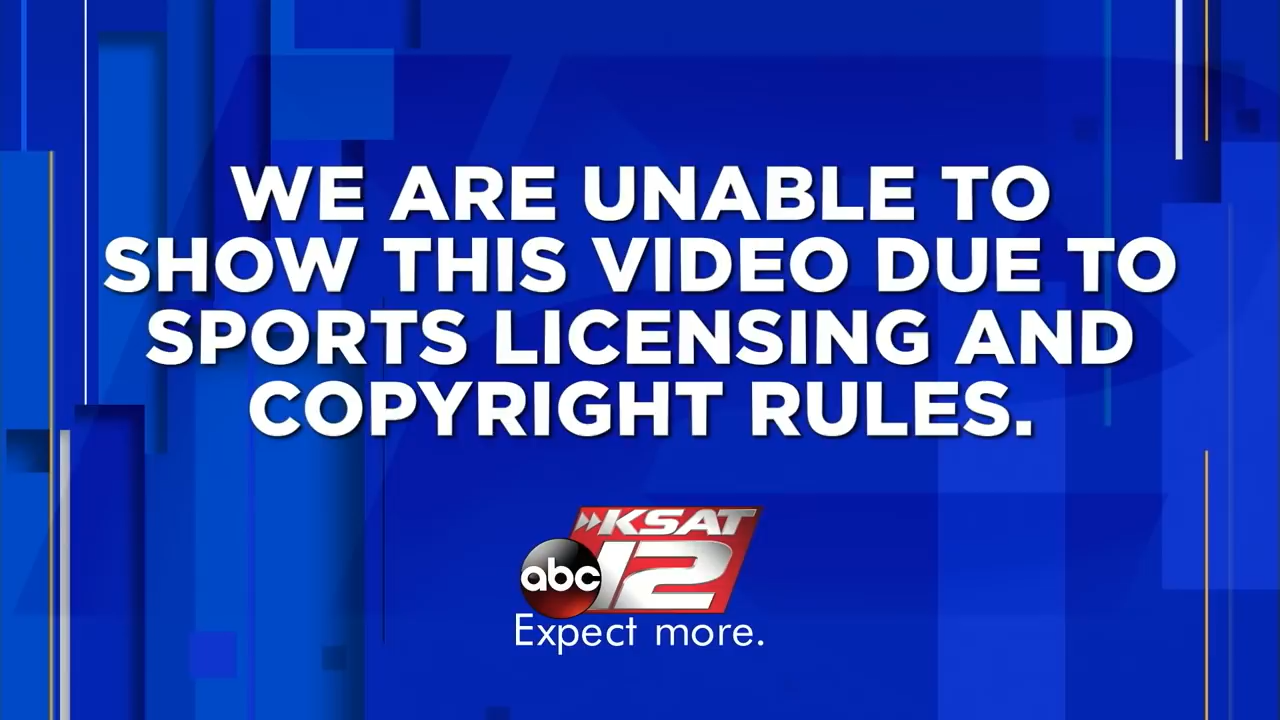 WE ARE UNABLE TO
SHOW THIS VIDEO DUE TO
SPORTS LICENSING AND
COPYRIGHT RULES.
KSAT
abc 12
Expect more.